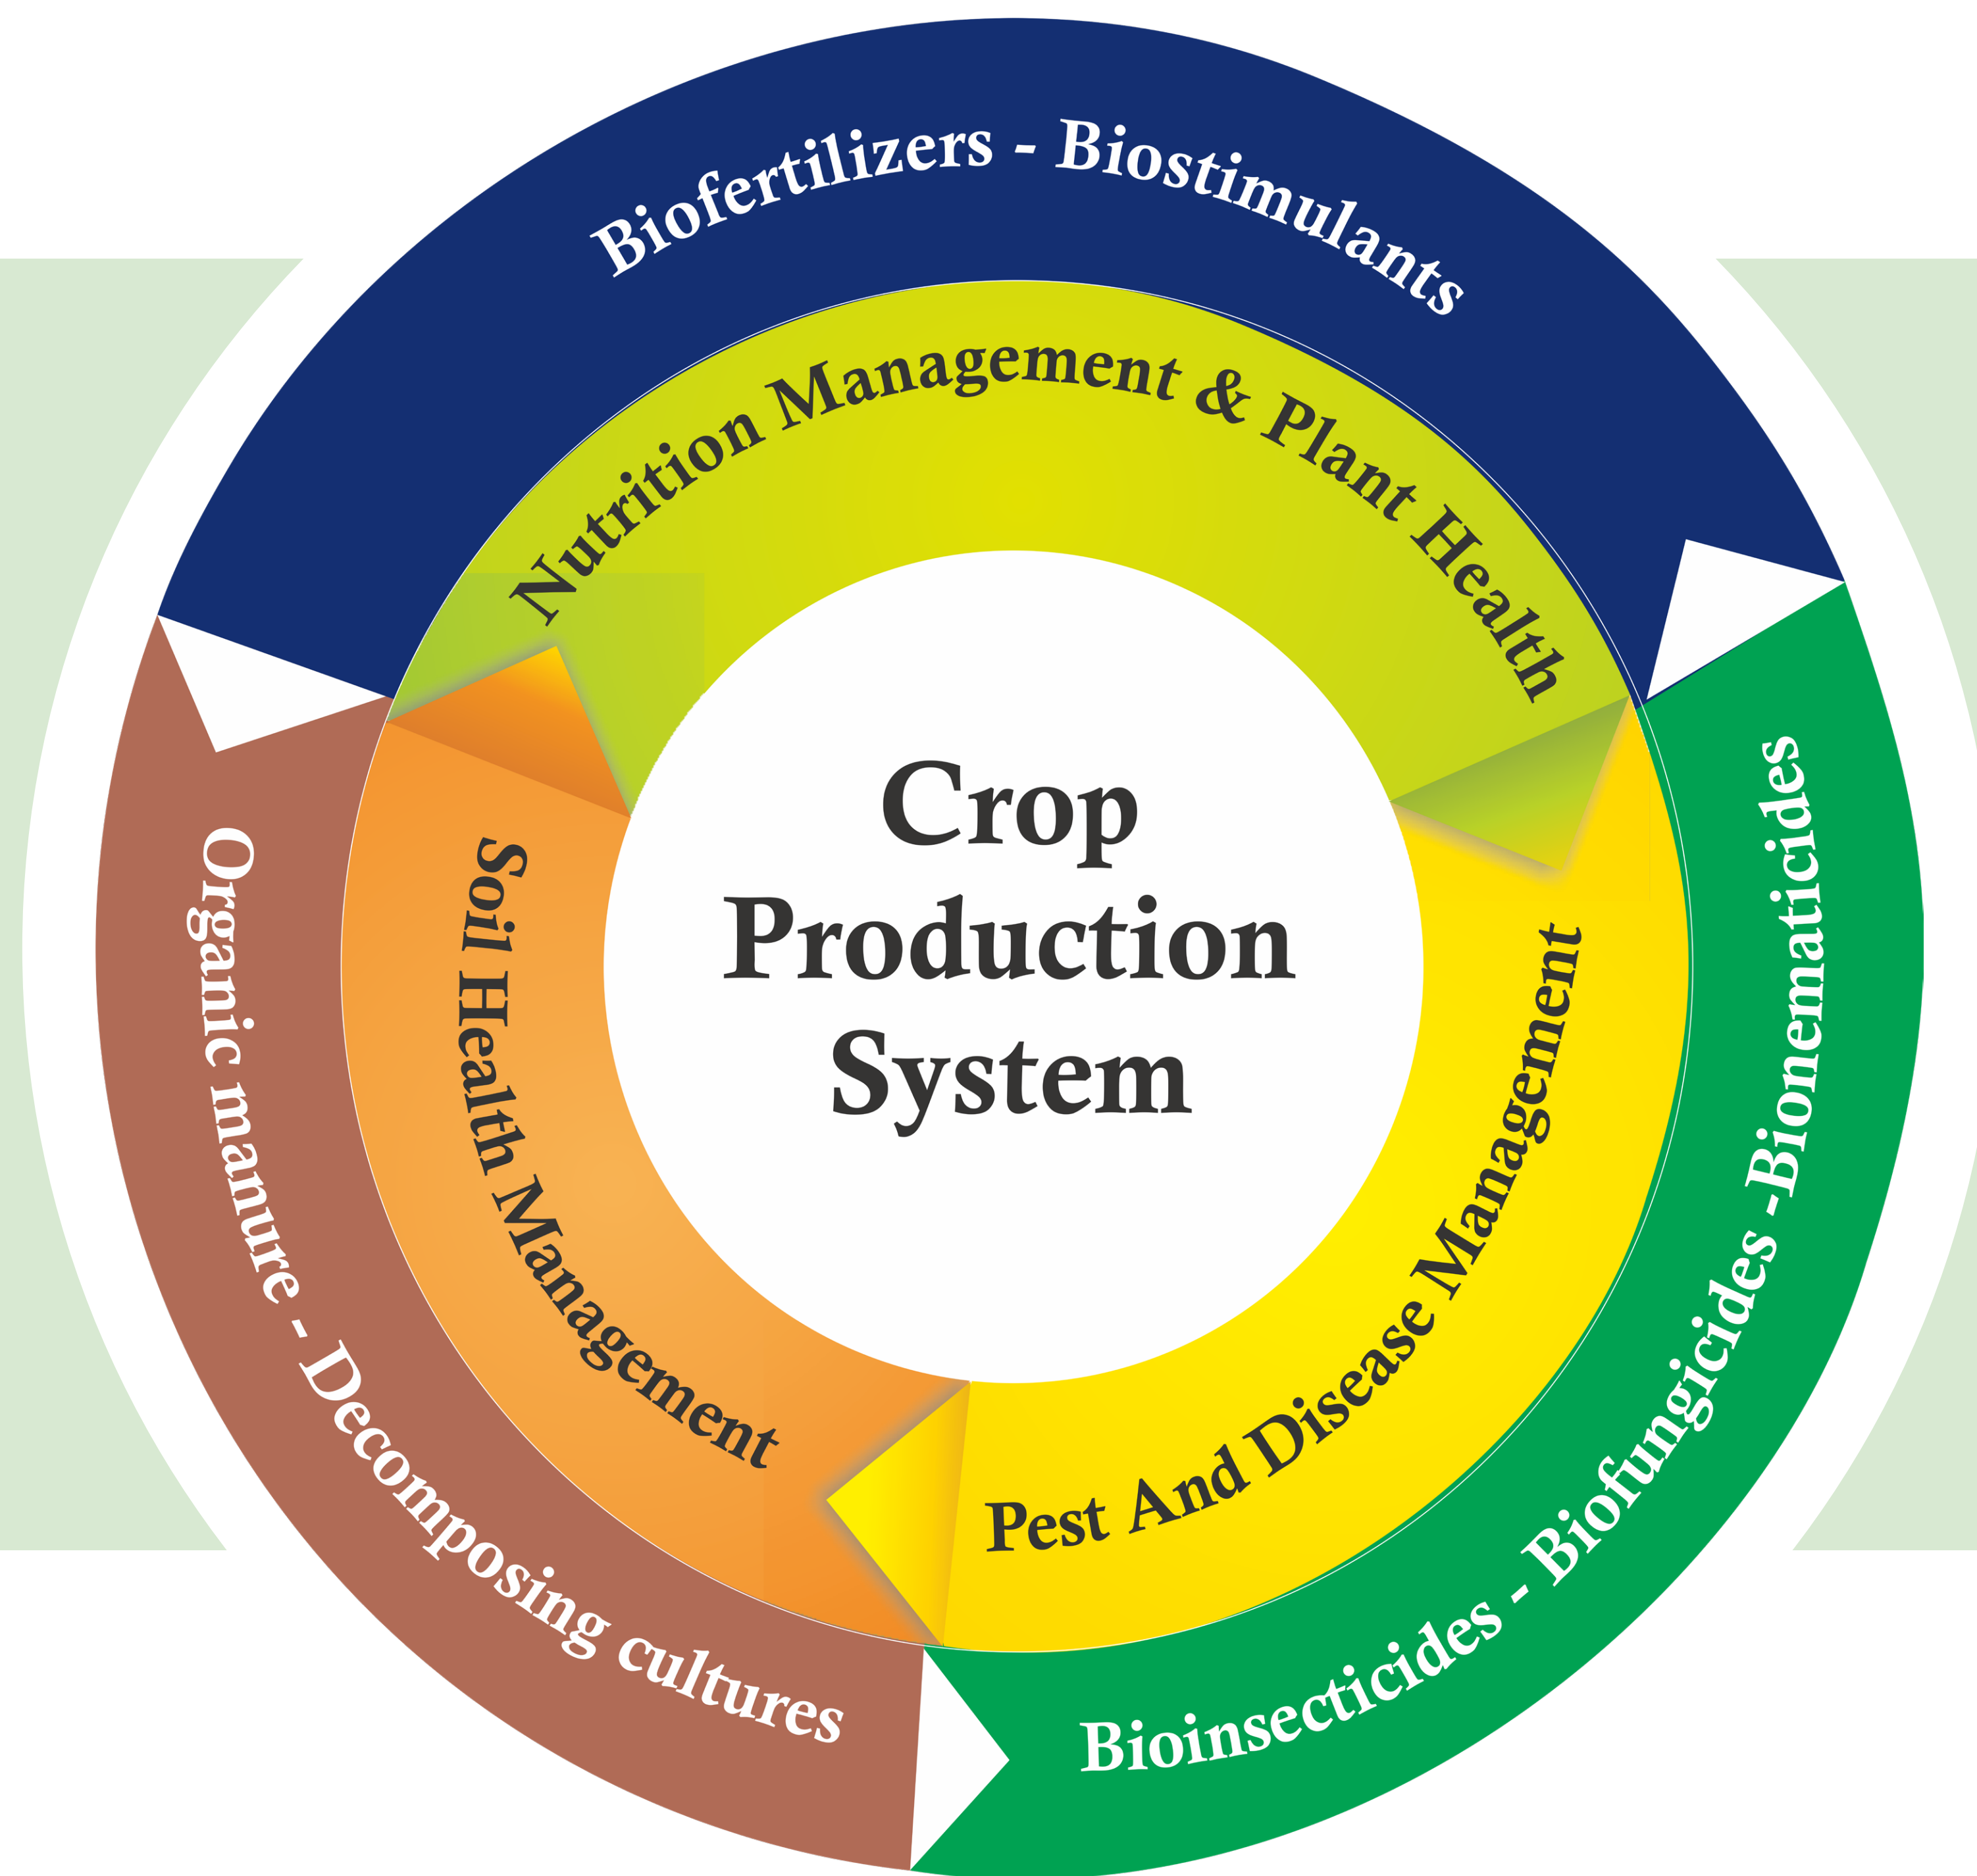 Biofertilizers - Biostimulants
Nutrition Management & Plant Health
Crop
Production
System
Soil Health Management
Pest And Disease Management
Organic manure - Decomposing cultures
Bioinsecticides - Biofungicides -Bionematicides